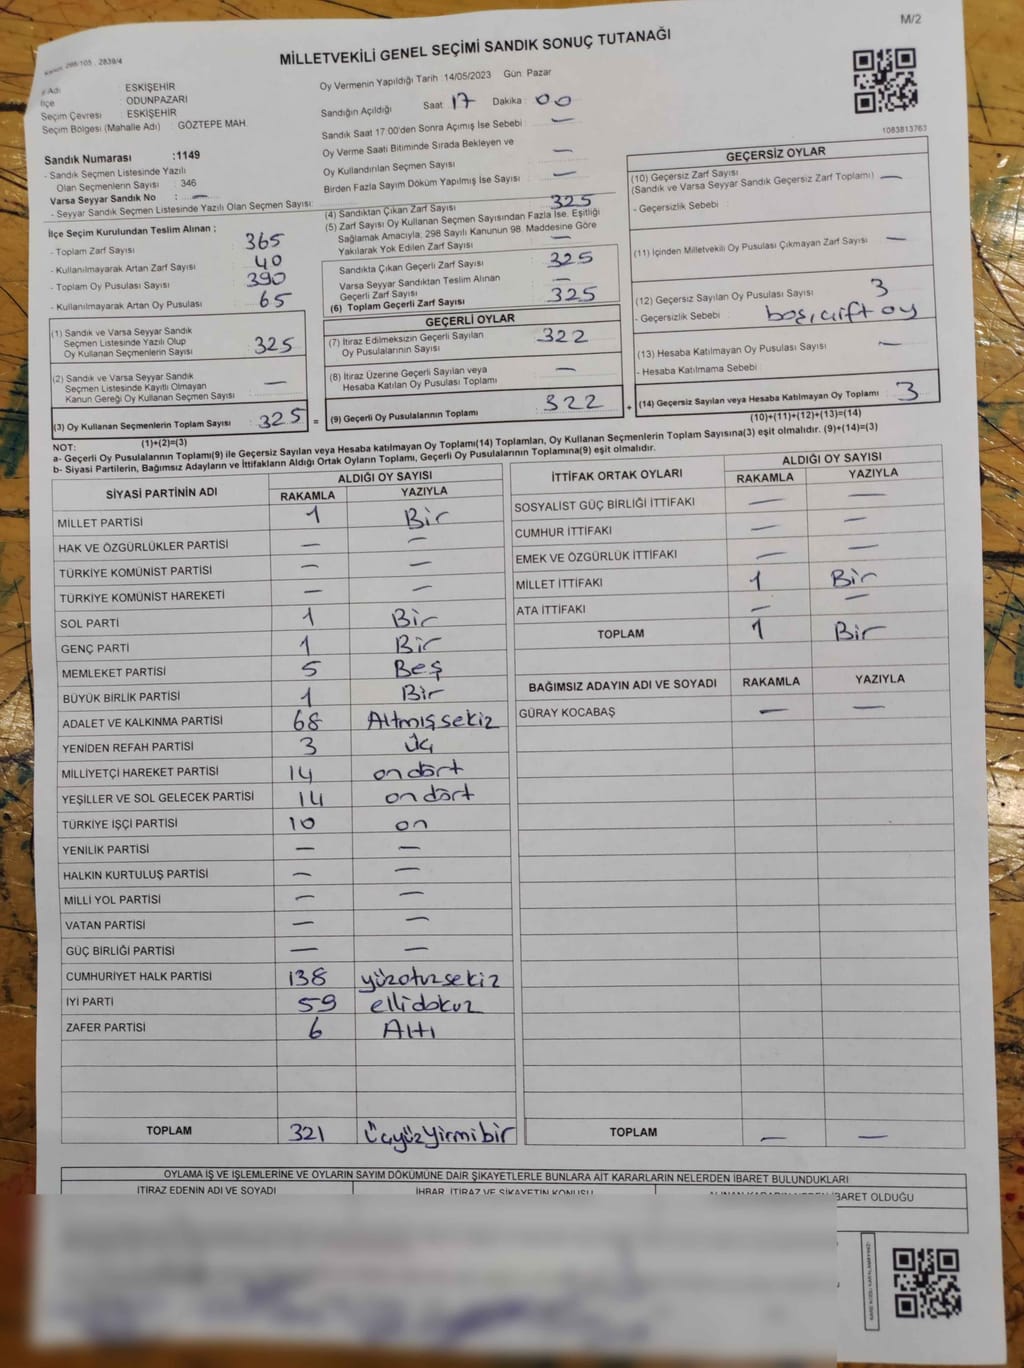 M/2
Kanun: 298/105 , 2839/4
MİLLETVEKİLİ GENEL SEÇİMİ SANDIK SONUÇ TUTANAĞI
Adı ESKİŞEHİR
İlçe : ODUNPAZARI
Seçim Çevresi : ESKİŞEHİR
Seçim Bölgesi (Mahalle Adı) : GÖZTEPE MAH.
Oy Vermenin Yapıldığı Tarih :14/05/2023 Gün: Pazar
Sandığın Açıldığı Saat: 17 Dakika : 00
Sandık Saat 17:00'den Sonra Açımış İse Sebebi : —
Oy Verme Saati Bitiminde Sırada Bekleyen ve
Oy Kullandırılan Seçmen Sayısı : —
Birden Fazla Sayım Döküm Yapılmış İse Sayısı : —
1083813763
Sandık Numarası :1149
- Sandık Seçmen Listesinde Yazılı
Olan Seçmenlerin Sayısı : 346
Varsa Seyyar Sandık No : —
- Seyyar Sandık Seçmen Listesinde Yazılı Olan Seçmen Sayısı:
İlçe Seçim Kurulundan Teslim Alınan ;
- Toplam Zarf Sayısı : 365
- Kullanılmayarak Artan Zarf Sayısı : 40
- Toplam Oy Pusulası Sayısı : 390
- Kullanılmayarak Artan Oy Pusulası : 65
(1) Sandık ve Varsa Seyyar Sandık
Seçmen Listesinde Yazılı Olup
Oy Kullanan Seçmenlerin Sayısı : 325
(2) Sandık ve Varsa Seyyar Sandık
Seçmen Listesinde Kayıtlı Olmayan
Kanun Gereği Oy Kullanan Seçmen Sayısı : —
(3) Oy Kullanan Seçmenlerin Toplam Sayısı : 325 =
(1)+(2)=(3)
(4) Sandıktan Çıkan Zarf Sayısı : 325
(5) Zarf Sayısı Oy Kullanan Seçmen Sayısından Fazla İse, Eşitliği
Sağlamak Amacıyla, 298 Sayılı Kanunun 98. Maddesine Göre
Yakılarak Yok Edilen Zarf Sayısı : —
Sandıkta Çıkan Geçerli Zarf Sayısı : 325
Varsa Seyyar Sandıktan Teslim Alınan
Geçerli Zarf Sayısı : —
(6) Toplam Geçerli Zarf Sayısı : 325
GEÇERLİ OYLAR
(7) İtiraz Edilmeksizin Geçerli Sayılan
Oy Pusulalarının Sayısı : 322
(8) İtiraz Üzerine Geçerli Sayılan veya
Hesaba Katılan Oy Pusulası Toplamı : —
(9) Geçerli Oy Pusulalarının Toplamı : 322 +
GEÇERSİZ OYLAR
(10) Geçersiz Zarf Sayısı
(Sandık ve Varsa Seyyar Sandık Geçersiz Zarf Toplamı) : —
- Geçersizlik Sebebi :
(11) İçinden Milletvekili Oy Pusulası Çıkmayan Zarf Sayısı : —
(12) Geçersiz Sayılan Oy Pusulası Sayısı : 3
- Geçersizlik Sebebi : boş, çift oy
(13) Hesaba Katılmayan Oy Pusulası Sayısı : —
- Hesaba Katılmama Sebebi :
(14) Geçersiz Sayılan veya Hesaba Katılmayan Oy Toplamı : 3
(10)+(11)+(12)+(13)=(14)
NOT:
a- Geçerli Oy Pusulalarının Toplamı(9) ile Geçersiz Sayılan veya Hesaba katılmayan Oy Toplamı(14) Toplamları, Oy Kullanan Seçmenlerin Toplam Sayısına(3) eşit olmalıdır. (9)+(14)=(3)
b- Siyasi Partilerin, Bağımsız Adayların ve İttifakların Aldığı Ortak Oyların Toplamı, Geçerli Oy Pusulalarının Toplamına(9) eşit olmalıdır.
SİYASİ PARTİNİN ADI ALDIĞI OY SAYISI
RAKAMLA YAZIYLA
MİLLET PARTİSİ 1 Bir
HAK VE ÖZGÜRLÜKLER PARTİSİ — —
TÜRKİYE KOMÜNİST PARTİSİ — —
TÜRKİYE KOMÜNİST HAREKETİ — —
SOL PARTİ 1 Bir
GENÇ PARTİ 1 Bir
MEMLEKET PARTİSİ 5 Beş
BÜYÜK BİRLİK PARTİSİ 1 Bir
ADALET VE KALKINMA PARTİSİ 68 Altmışsekiz
YENİDEN REFAH PARTİSİ 3 Üç
MİLLİYETÇİ HAREKET PARTİSİ 14 on dört
YEŞİLLER VE SOL GELECEK PARTİSİ 14 on dört
TÜRKİYE İŞÇİ PARTİSİ 10 on
YENİLİK PARTİSİ — —
HALKIN KURTULUŞ PARTİSİ — —
MİLLİ YOL PARTİSİ — —
VATAN PARTİSİ — —
GÜÇ BİRLİĞİ PARTİSİ — —
CUMHURİYET HALK PARTİSİ 138 yüzotuzsekiz
İYİ PARTİ 59 ellidokuz
ZAFER PARTİSİ 6 Altı
TOPLAM 321 Üçyüzyirmibir
İTTİFAK ORTAK OYLARI ALDIĞI OY SAYISI
RAKAMLA YAZIYLA
SOSYALİST GÜÇ BİRLİĞİ İTTİFAKI — —
CUMHUR İTTİFAKI — —
EMEK VE ÖZGÜRLÜK İTTİFAKI — —
MİLLET İTTİFAKI 1 Bir
ATA İTTİFAKI — —
TOPLAM 1 Bir
BAĞIMSIZ ADAYIN ADI VE SOYADI RAKAMLA YAZIYLA
GÜRAY KOCABAŞ — —
TOPLAM — —
OYLAMA İŞ VE İŞLEMLERİNE VE OYLARIN SAYIM DÖKÜMÜNE DAİR ŞİKAYETLERLE BUNLARA AİT KARARLARIN NELERDEN İBARET BULUNDUKLARI
İTİRAZ EDENİN ADI VE SOYADI İHBAR, İTİRAZ VE ŞİKAYETİN KONUSU ALINAN KARARIN NEDEN İBARET OLDUĞU